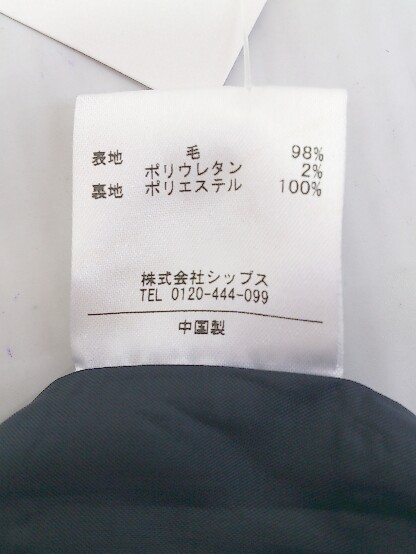 表地 毛 98%
ポリウレタン 2%
裏地 ポリエステル 100%
株式会社シップス
TEL 0120-444-099
中国製